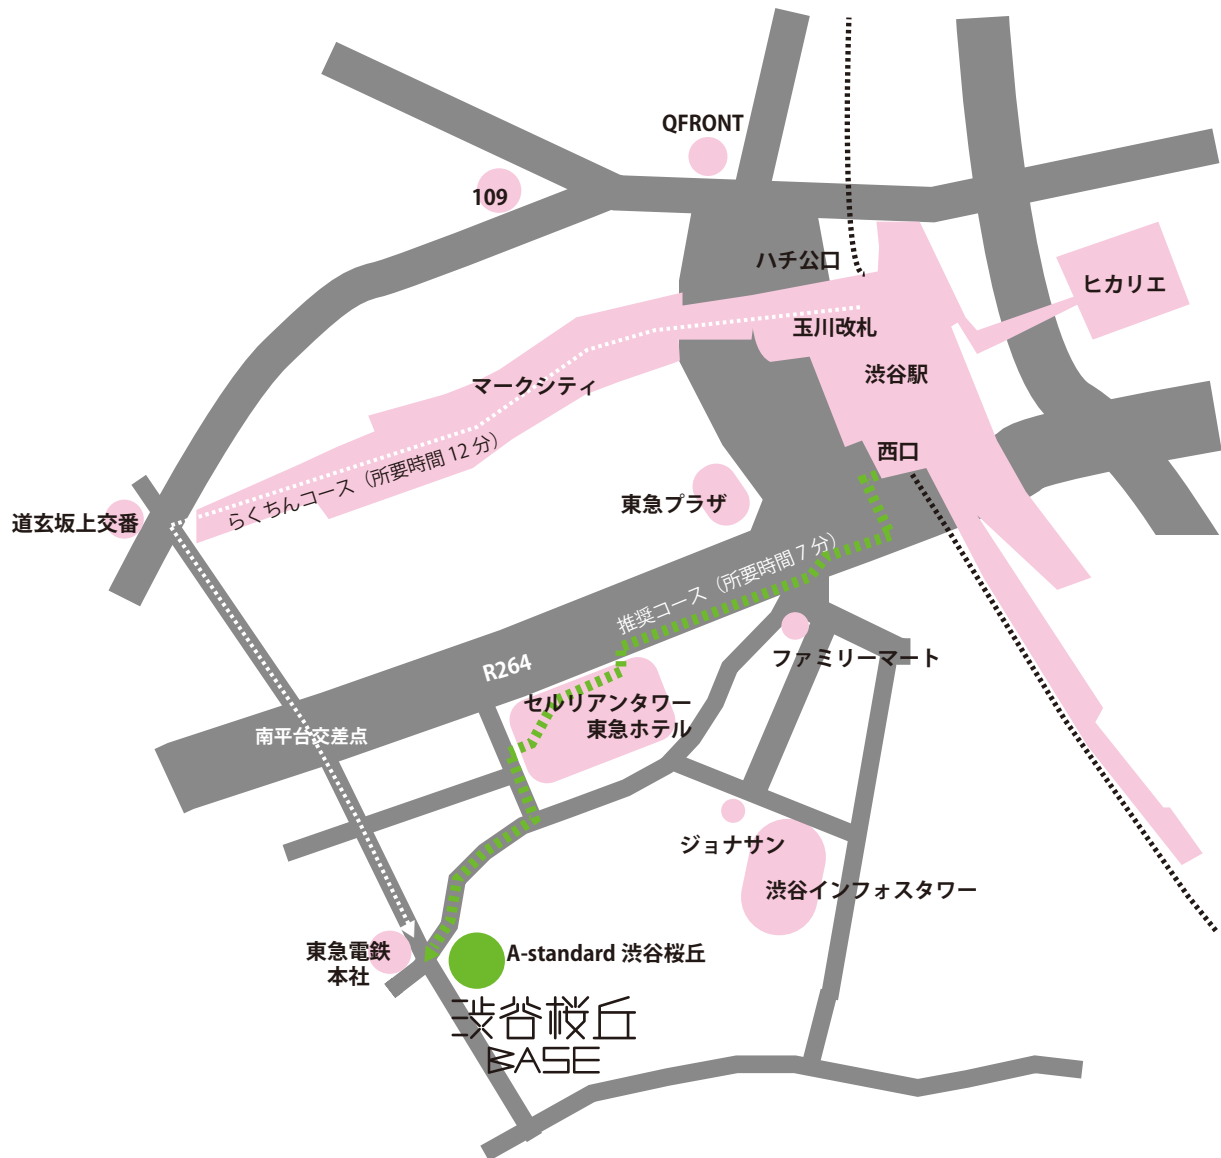 QFRONT
109
ハチ公口
ヒカリエ
玉川改札
渋谷駅
マークシティ
西口
らくちんコース（所要時間 12 分）
東急プラザ
道玄坂上交番
推奨コース（所要時間 7 分）
ファミリーマート
R264
セルリアンタワー
東急ホテル
南平台交差点
ジョナサン
渋谷インフォスタワー
東急電鉄
本社
A-standard 渋谷桜丘
渋谷桜丘
BASE